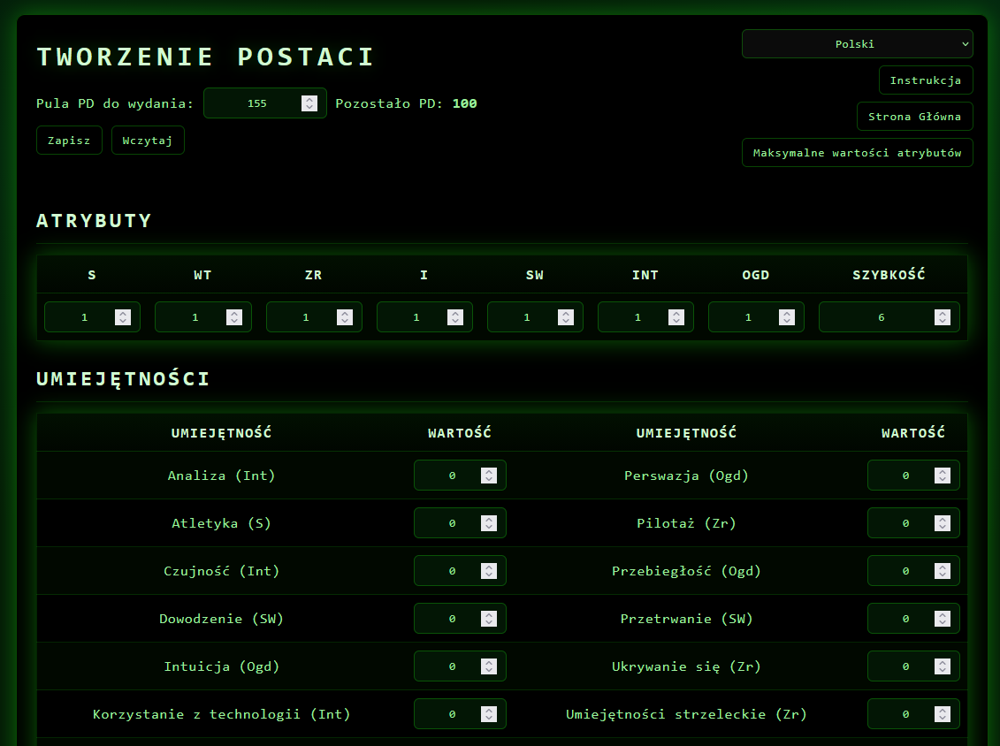 TWORZENIE POSTACI
Polski
Instrukcja
Strona Główna
Maksymalne wartości atrybutów
Pula PD do wydania: 155 Pozostało PD: 100
Zapisz Wczytaj
ATRYBUTY
S WT ZR I SW INT OGD SZYBKOŚĆ
1 1 1 1 1 1 1 6
UMIEJĘTNOŚCI
UMIEJĘTNOŚĆ WARTOŚĆ UMIEJĘTNOŚĆ WARTOŚĆ
Analiza (Int) 0 Perswazja (Ogd) 0
Atletyka (S) 0 Pilotaż (Zr) 0
Czujność (Int) 0 Przebiegłość (Ogd) 0
Dowodzenie (SW) 0 Przetrwanie (SW) 0
Intuicja (Ogd) 0 Ukrywanie się (Zr) 0
Korzystanie z technologii (Int) 0 Umiejętności strzeleckie (Zr) 0